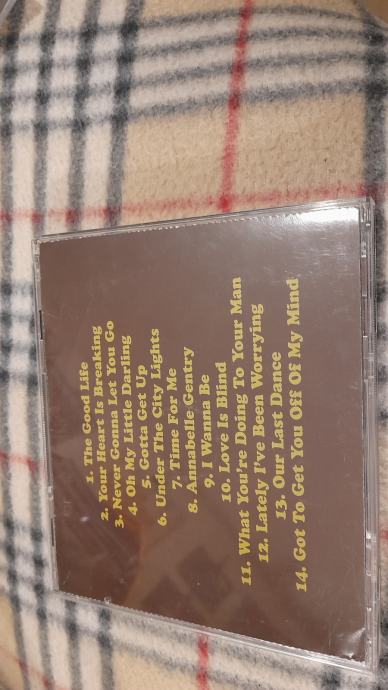 1. The Good Life
2. Your Heart Is Breaking
3. Never Gonna Let You Go
4. Oh My Little Darling
5. Gotta Get Up
6. Under The City Lights
7. Time For Me
8. Annabelle Gentry
9. I Wanna Be
10. Love Is Blind
11. What You're Doing To Your Man
12. Lately I've Been Worrying
13. Our Last Dance
14. Got To Get You Off Of My Mind